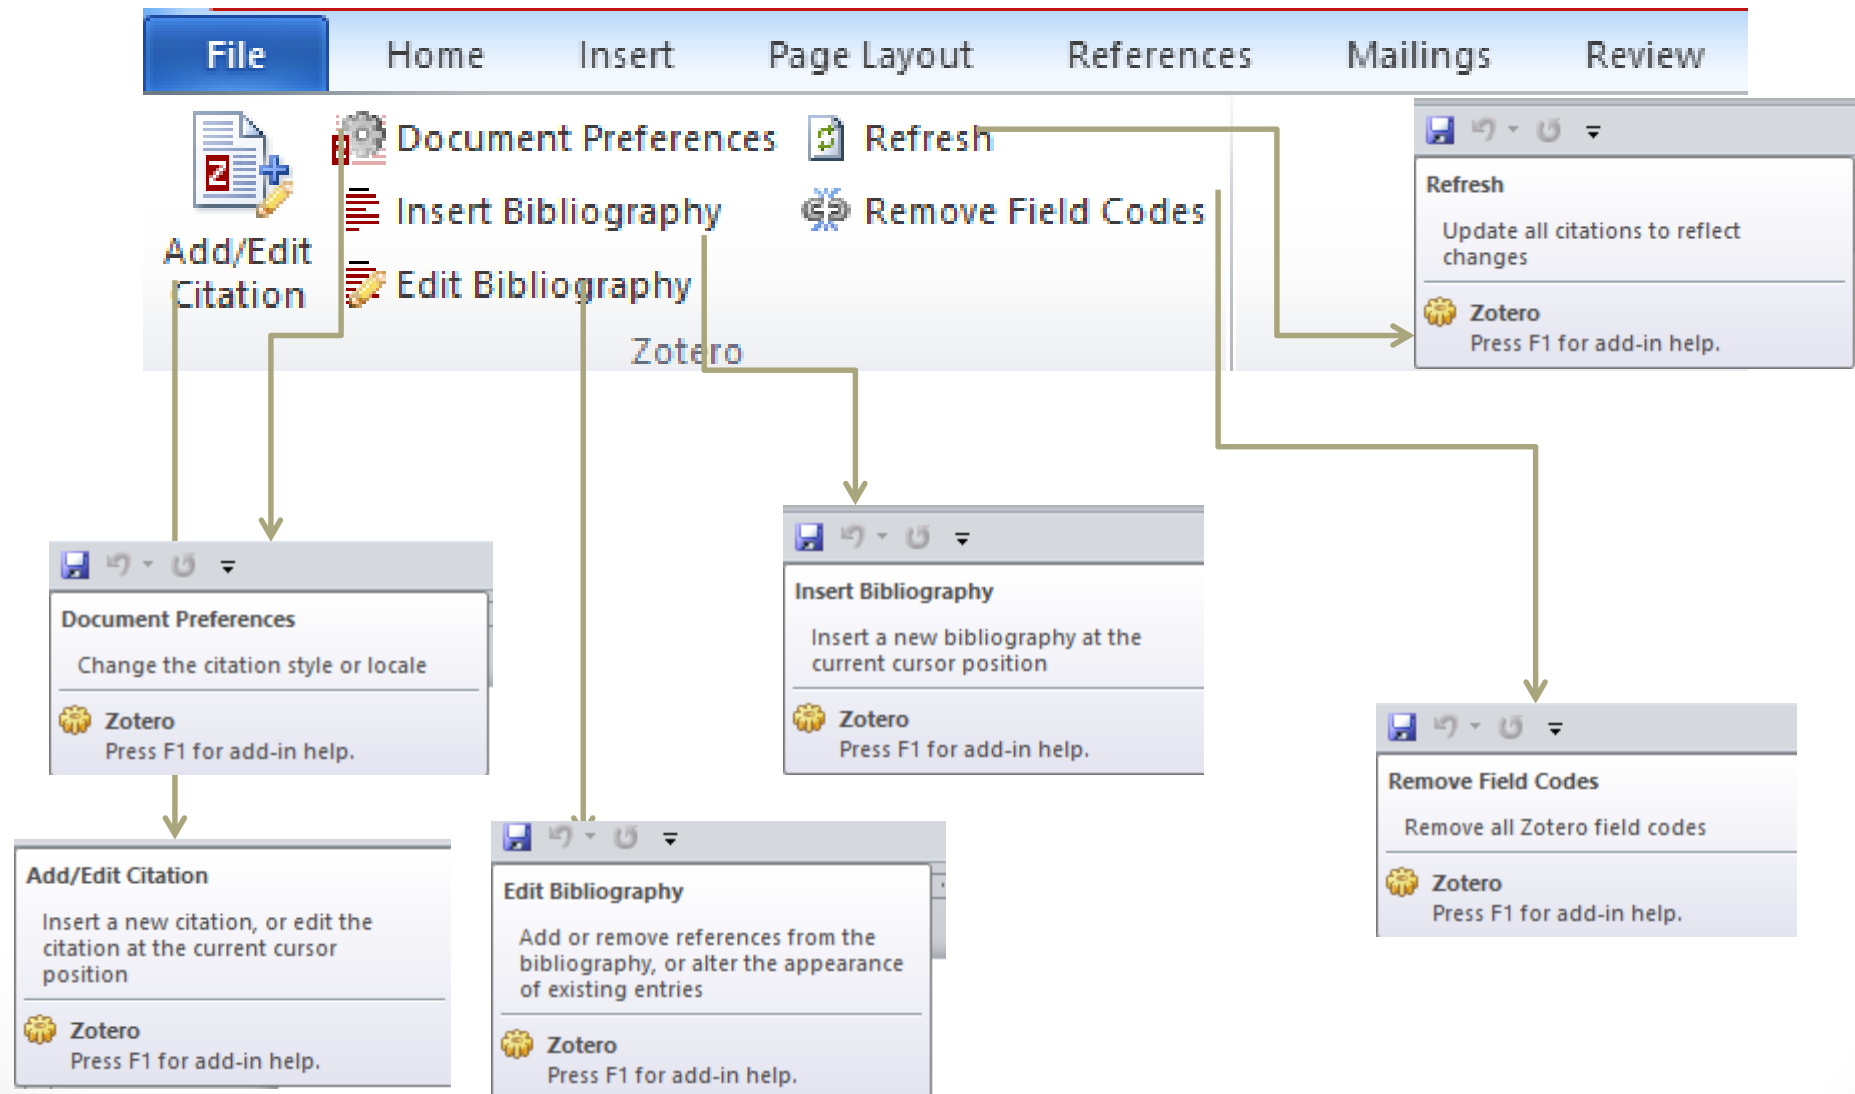 File Home Insert Page Layout References Mailings Review
Document Preferences Refresh
Insert Bibliography Remove Field Codes
Add/Edit
Citation
Edit Bibliography
Zotero
Refresh
Update all citations to reflect
changes
Zotero
Press F1 for add-in help.
Document Preferences
Change the citation style or locale
Zotero
Press F1 for add-in help.
Insert Bibliography
Insert a new bibliography at the
current cursor position
Zotero
Press F1 for add-in help.
Remove Field Codes
Remove all Zotero field codes
Zotero
Press F1 for add-in help.
Add/Edit Citation
Insert a new citation, or edit the
citation at the current cursor
position
Zotero
Press F1 for add-in help.
Edit Bibliography
Add or remove references from the
bibliography, or alter the appearance
of existing entries
Zotero
Press F1 for add-in help.